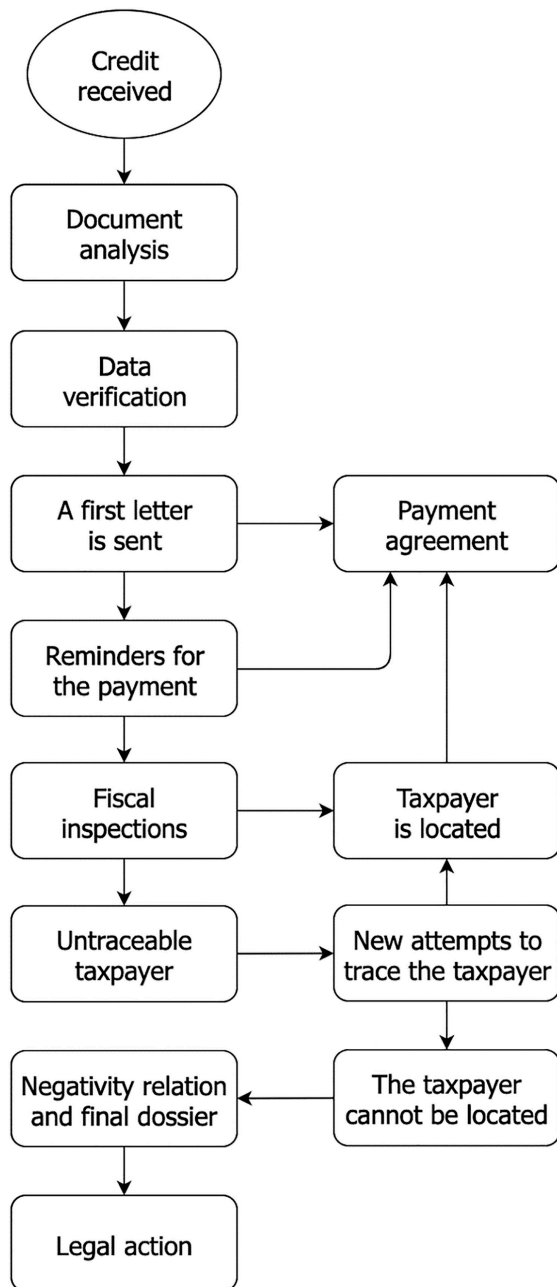 Credit
received
Document
analysis
Data
verification
A first letter
is sent
Payment
agreement
Reminders for
the payment
Fiscal
inspections
Taxpayer
is located
Untraceable
taxpayer
New attempts to
trace the taxpayer
Negativity relation
and final dossier
The taxpayer
cannot be located
Legal action